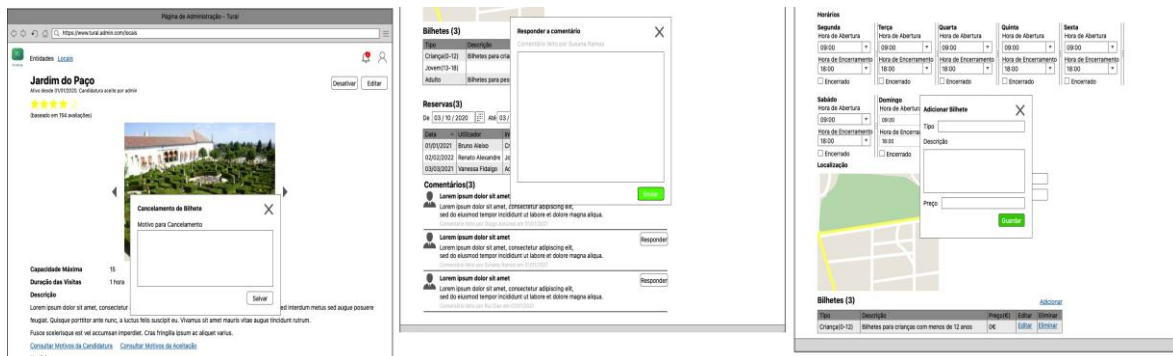 Página de Administração - Tural
https://www.tural.admin.com/locais
Entidades Locais
Jardim do Paço
Ativo desde 01/01/2020. Candidatura aceite por admin
Desativar Editar
(baseado em 154 avaliações)
Cancelamento de Bilhete X
Motivo para Cancelamento
Salvar
Capacidade Máxima 15
Duração das Visitas 1 hora
Descrição
Lorem ipsum dolor sit amet, consectetur
ed interdum metus sed augue posuere
feugiat. Quisque porttitor ante nunc, a luctus felis suscipit eu. Vivamus sit amet mauris vitae augue tincidunt rutrum.
Fusce scelerisque est vel accumsan imperdiet. Cras fringilla ipsum ac aliquet varius.
Consultar Motivos da Candidatura Consultar Motivos da Aceitação
Bilhetes (3)
Tipo Descrição
Criança(0-12) Bilhetes para cria
Jovem(13-18)
Adulto Bilhetes para pes
Reservas(3)
De 03/10/2020 Até 03/
Data Utilizador
01/01/2021 Bruno Aleixo
02/02/2022 Renato Alexandre
03/03/2021 Vanessa Fidalgo
Responder a comentário X
Comentário feito por Susana Ramos
Enviar
Comentários(3)
Lorem ipsum dolor sit amet
Lorem ipsum dolor sit amet, consectetur adipiscing elit,
sed do eiusmod tempor incididunt ut labore et dolore magna aliqua.
Lorem ipsum dolor sit amet Responder
Lorem ipsum dolor sit amet, consectetur adipiscing elit,
sed do eiusmod tempor incididunt ut labore et dolore magna aliqua.
Lorem ipsum dolor sit amet Responder
Lorem ipsum dolor sit amet, consectetur adipiscing elit,
sed do eiusmod tempor incididunt ut labore et dolore magna aliqua.
Horários
Segunda Terça Quarta Quinta Sexta
Hora de Abertura Hora de Abertura Hora de Abertura Hora de Abertura Hora de Abertura
09:00 09:00 09:00 09:00 09:00
Hora de Encerramento Hora de Encerramento Hora de Encerramento Hora de Encerramento Hora de Encerramento
18:00 18:00 18:00 18:00 18:00
Encerrado Encerrado Encerrado Encerrado Encerrado
Sabádo Domingo
Hora de Abertura Hora de Abertura
09:00 09:00
Hora de Encerramento Hora de Encerra
18:00 18:00
Encerrado Encerrado
Localização
Adicionar Bilhete X
Tipo
Descrição
Preço
Guardar
Bilhetes (3) Adicionar
Tipo Descrição Preço(€) Editar Eliminar
Criança(0-12) Bilhetes para crianças com menos de 12 anos 0€ Editar Eliminar